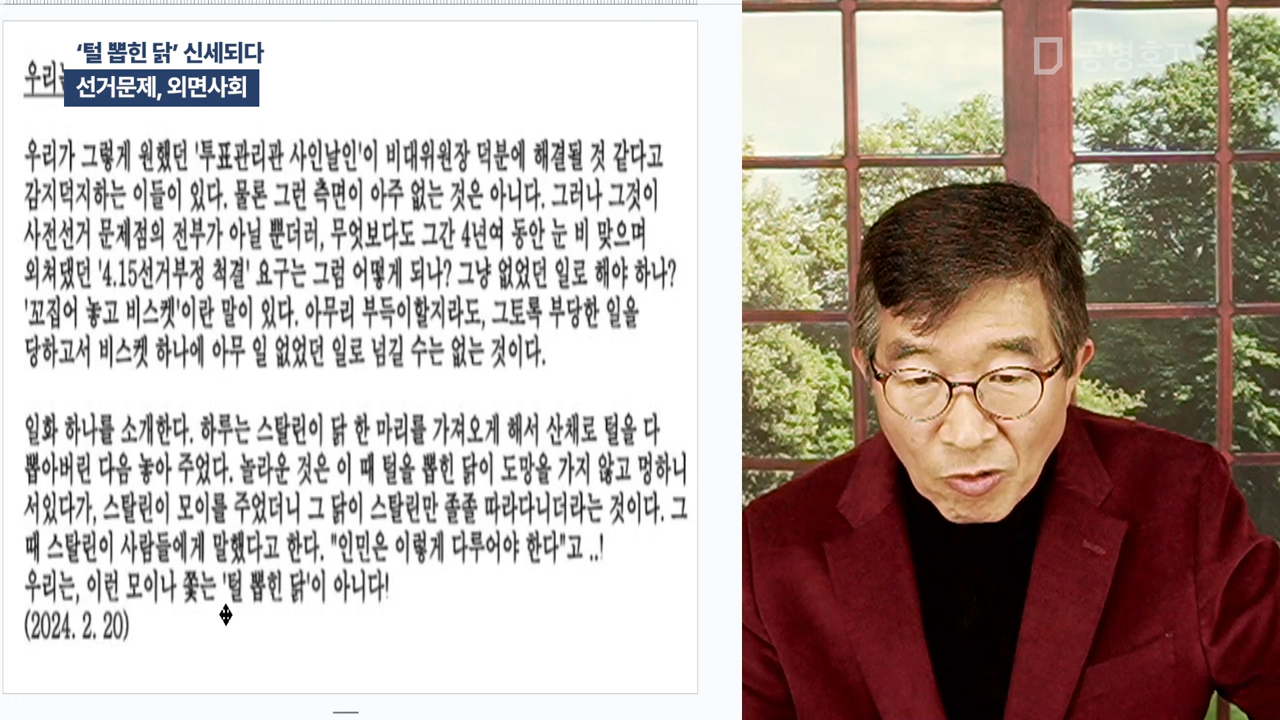 '털 뽑힌 닭' 신세되다
선거문제, 외면사회
공병호TV
우리는
우리가 그렇게 원했던 '투표관리관 사인날인'이 비대위원장 덕분에 해결될 것 같다고
감지덕지하는 이들이 있다. 물론 그런 측면이 아주 없는 것은 아니다. 그러나 그것이
사전선거 문제점의 전부가 아닐 뿐더러, 무엇보다도 그간 4년여 동안 눈 비 맞으며
외쳐댔던 '4.15선거부정 척결' 요구는 그럼 어떻게 되나? 그냥 없었던 일로 해야 하나?
'꼬집어 놓고 비스켓'이란 말이 있다. 아무리 부득이할지라도, 그토록 부당한 일을
당하고서 비스켓 하나에 아무 일 없었던 일로 넘길 수는 없는 것이다.
일화 하나를 소개한다. 하루는 스탈린이 닭 한 마리를 가져오게 해서 산채로 털을 다
뽑아버린 다음 놓아 주었다. 놀라운 것은 이 때 털을 뽑힌 닭이 도망을 가지 않고 멍하니
서있다가, 스탈린이 모이를 주었더니 그 닭이 스탈린만 졸졸 따라다니더라는 것이다. 그
때 스탈린이 사람들에게 말했다고 한다. "인민은 이렇게 다루어야 한다"고 ..!
우리는, 이런 모이나 쫓는 '털 뽑힌 닭'이 아니다!
(2024. 2. 20)